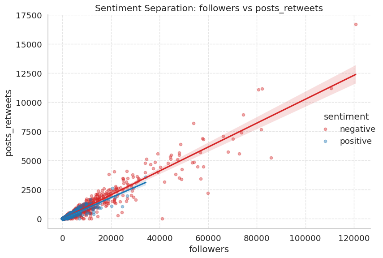 Sentiment Separation: followers vs posts_retweets
17500
15000
12500
10000
7500
5000
2500
0
posts_retweets
0
20000
40000
60000
80000
100000
120000
followers
sentiment
negative
positive